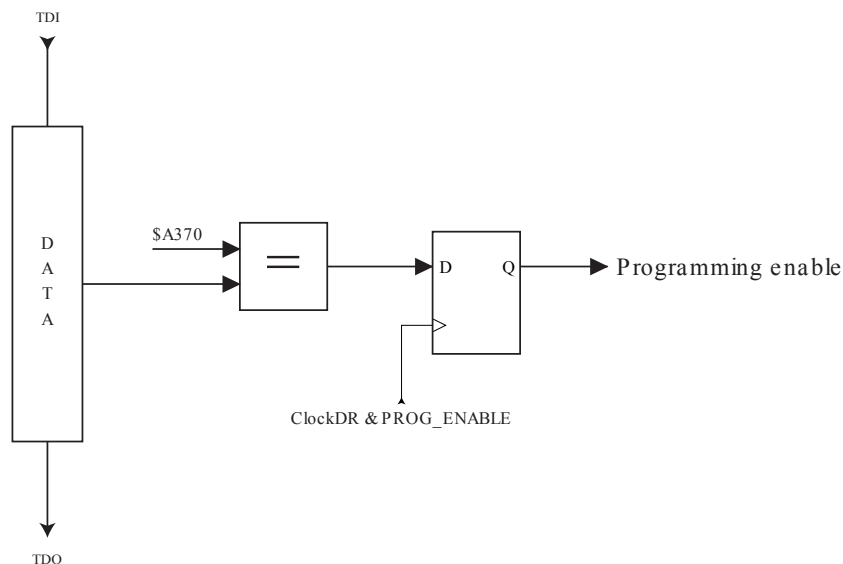 TDI
D
A
T
A
$A370
=
D
Q
Programming enable
ClockDR & PROG_ENABLE
TDO